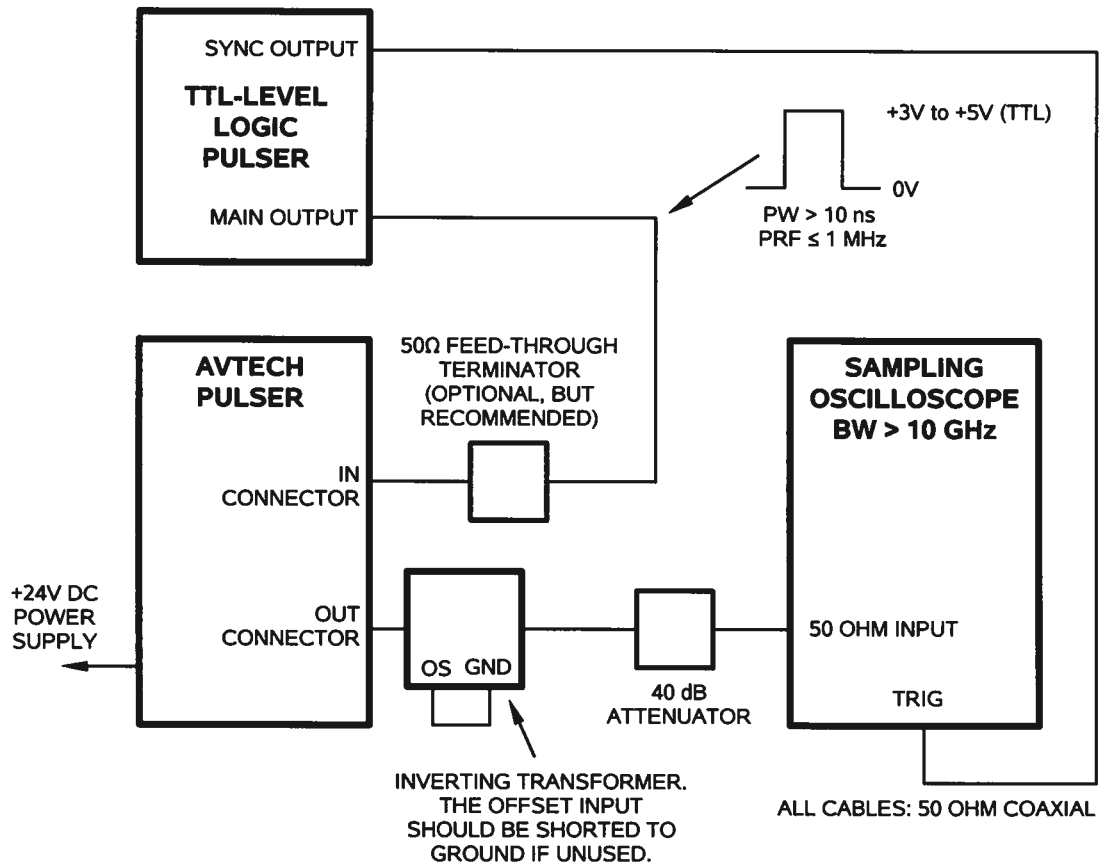 SYNC OUTPUT
TTL-LEVEL
LOGIC
PULSER
MAIN OUTPUT
+3V to +5V (TTL)
0V
PW > 10 ns
PRF ≤ 1 MHz
AVTECH
PULSER
IN
CONNECTOR
OUT
CONNECTOR
+24V DC
POWER
SUPPLY
50Ω FEED-THROUGH
TERMINATOR
(OPTIONAL, BUT
RECOMMENDED)
OS GND
INVERTING TRANSFORMER.
THE OFFSET INPUT
SHOULD BE SHORTED TO
GROUND IF UNUSED.
40 dB
ATTENUATOR
SAMPLING
OSCILLOSCOPE
BW > 10 GHz
50 OHM INPUT
TRIG
ALL CABLES: 50 OHM COAXIAL